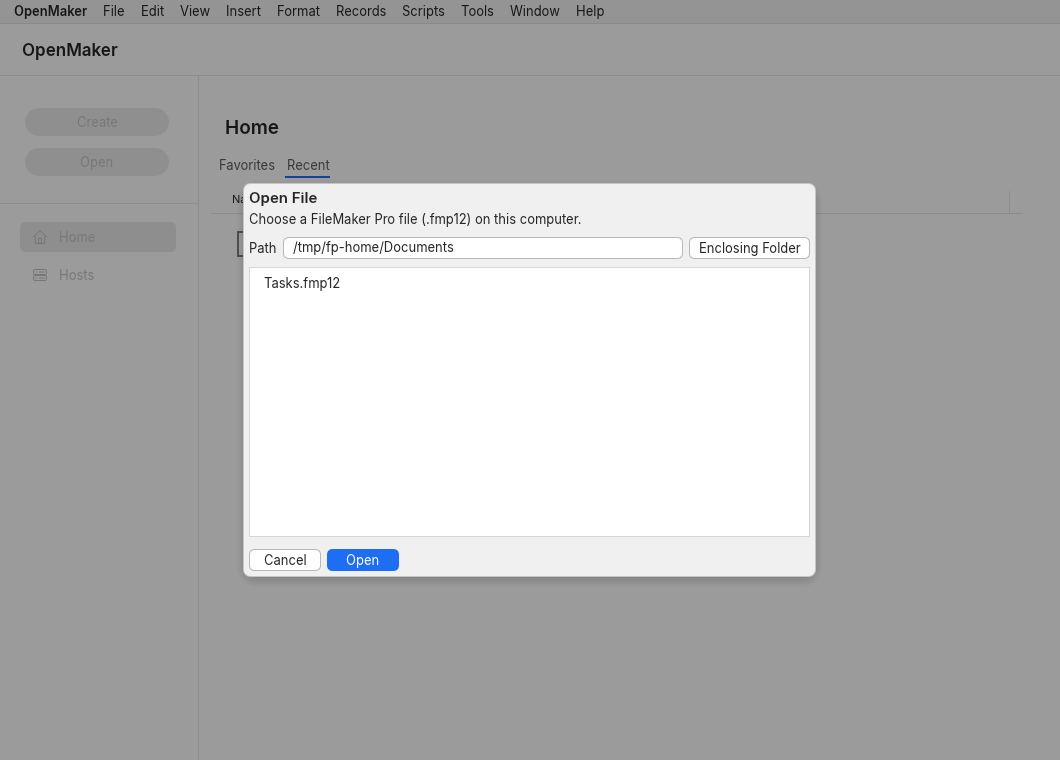 OpenMaker File Edit View Insert Format Records Scripts Tools Window Help
OpenMaker
Create
Open
Home
Hosts
Home
Favorites Recent
Open File
Choose a FileMaker Pro file (.fmp12) on this computer.
Path /tmp/fp-home/Documents Enclosing Folder
Tasks.fmp12
Cancel Open